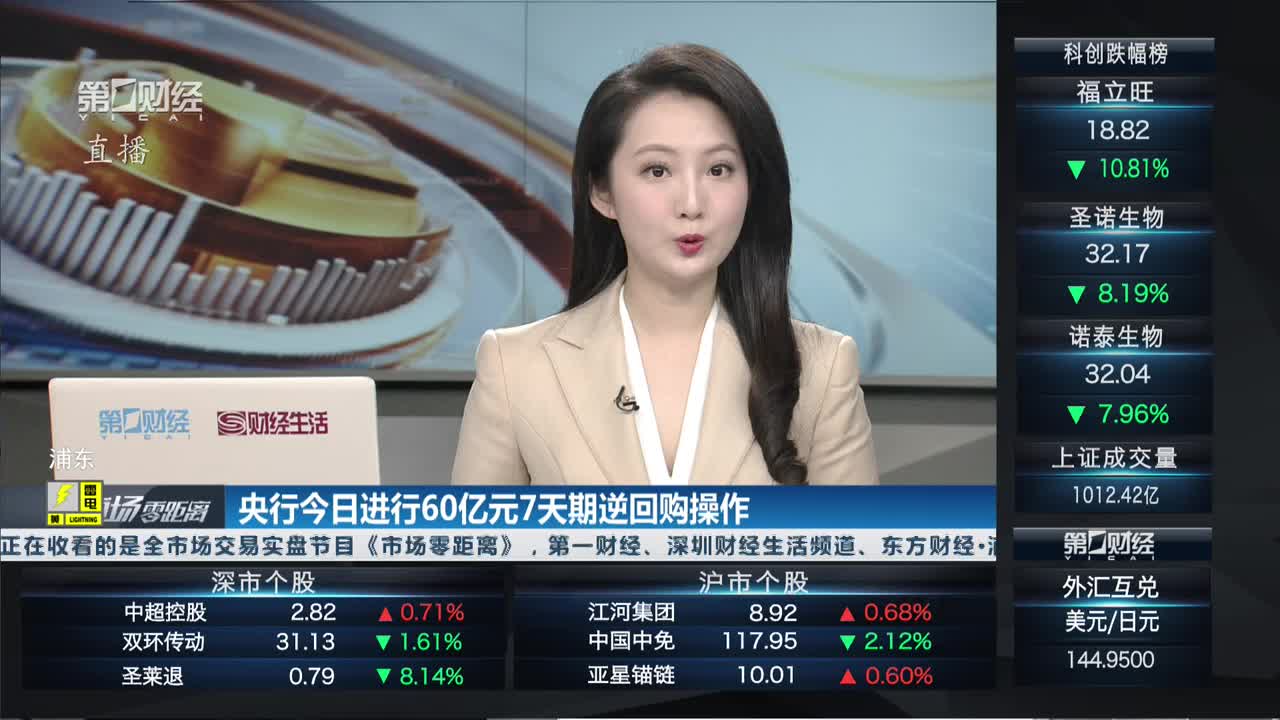 第一财经
YICAI
直播
第一财经
YICAI
财经生活
浦东
雷电
黄 LIGHTNING
市场零距离
央行今日进行60亿元7天期逆回购操作
正在收看的是全市场交易实盘节目《市场零距离》，第一财经、深圳财经生活频道、东方财经·
深市个股
中超控股 2.82 ▲ 0.71%
双环传动 31.13 ▼ 1.61%
圣莱退 0.79 ▼ 8.14%
沪市个股
江河集团 8.92 ▲ 0.68%
中国中免 117.95 ▼ 2.12%
亚星锚链 10.01 ▲ 0.60%
科创跌幅榜
福立旺
18.82
▼ 10.81%
圣诺生物
32.17
▼ 8.19%
诺泰生物
32.04
▼ 7.96%
上证成交量
1012.42亿
第一财经
YICAI
外汇互兑
美元/日元
144.9500